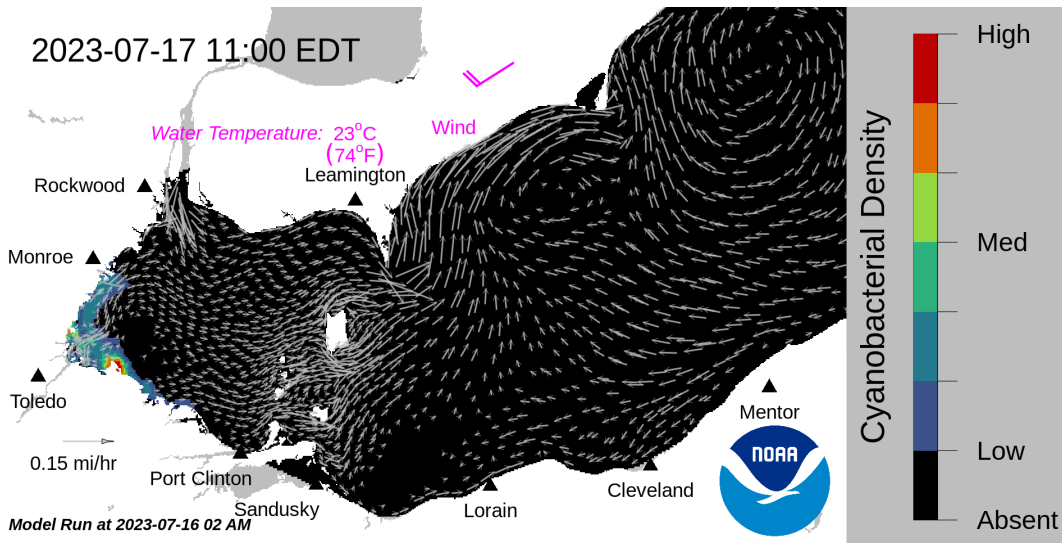 2023-07-17 11:00 EDT
High
Water Temperature: 23°C
(74°F)
Wind
Leamington
Rockwood
Monroe
Med
Cyanobacterial Density
Toledo
Mentor
NOAA
0.15 mi/hr
Port Clinton
Sandusky
Lorain
Cleveland
Low
Absent
Model Run at 2023-07-16 02 AM